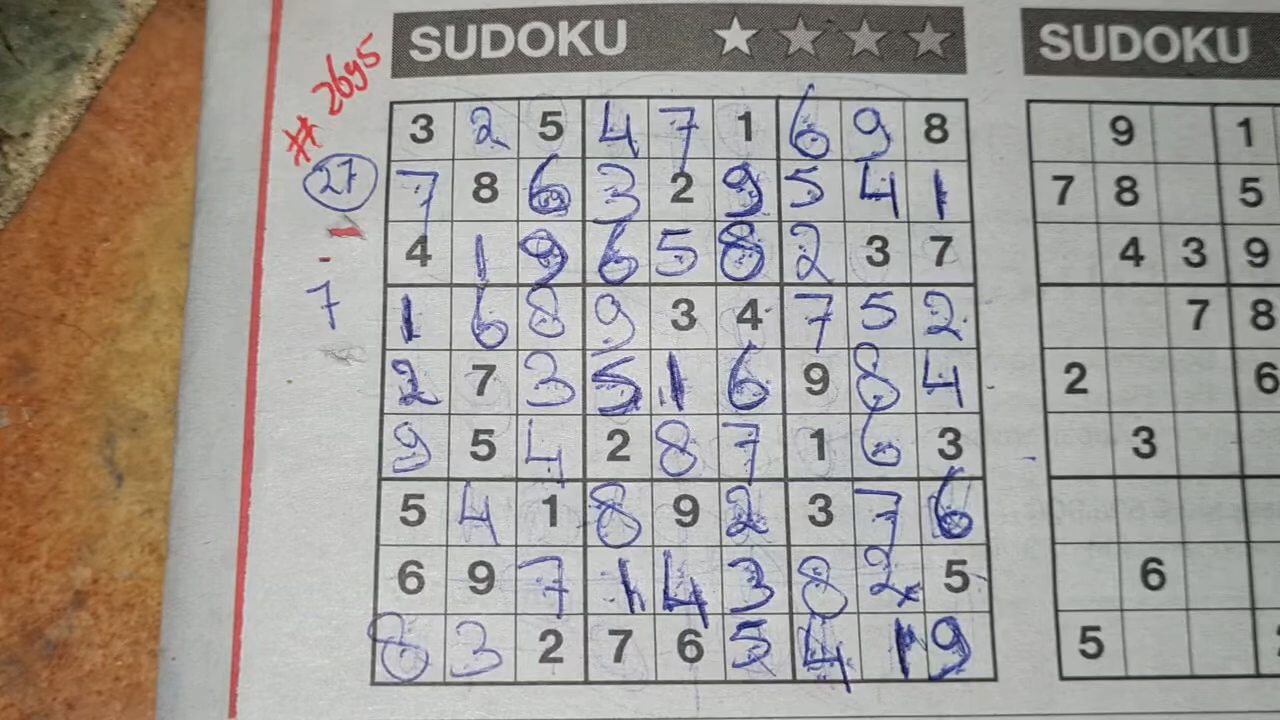 SUDOKU
SUDOKU
# 2695
27
7
3 2 5 4 7 1 6 9 8
7 8 6 3 2 9 5 4 1
4 1 9 6 5 8 2 3 7
1 6 8 9 3 4 7 5 2
2 7 3 5 1 6 9 8 4
9 5 4 2 8 7 1 6 3
5 4 1 8 9 2 3 7 6
6 9 7 1 4 3 8 2 5
8 3 2 7 6 5 4 1 9
9 1
7 8 5
4 3 9
7 8
2 6
3
6
5